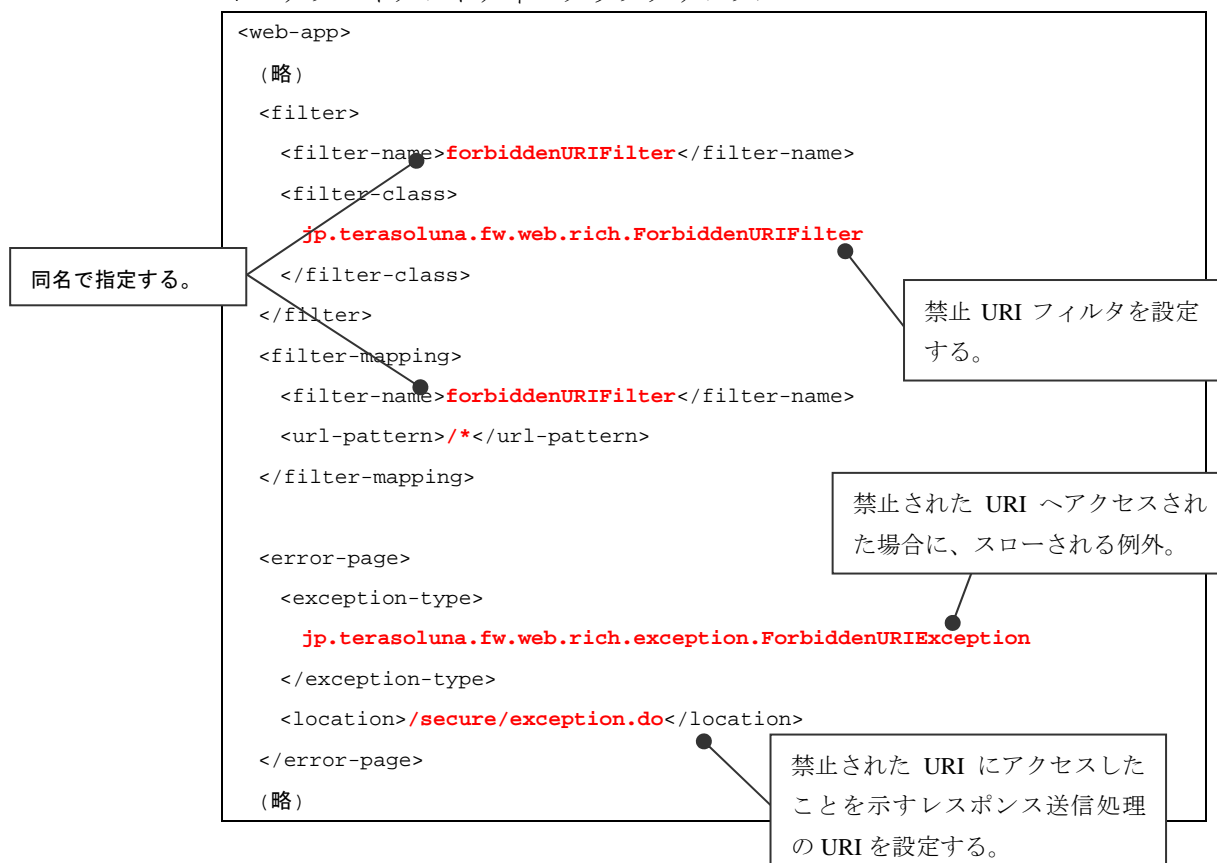 <web-app>
(略)
<filter>
<filter-name>forbiddenURIFilter</filter-name>
<filter-class>
jp.terasoluna.fw.web.rich.ForbiddenURIFilter
</filter-class>
</filter>
<filter-mapping>
<filter-name>forbiddenURIFilter</filter-name>
<url-pattern>/*</url-pattern>
</filter-mapping>
<error-page>
<exception-type>
jp.terasoluna.fw.web.rich.exception.ForbiddenURIException
</exception-type>
<location>/secure/exception.do</location>
</error-page>
(略)
同名で指定する。
禁止 URI フィルタを設定
する。
禁止された URI へアクセスされ
た場合に、スローされる例外。
禁止された URI にアクセスした
ことを示すレスポンス送信処理
の URI を設定する。